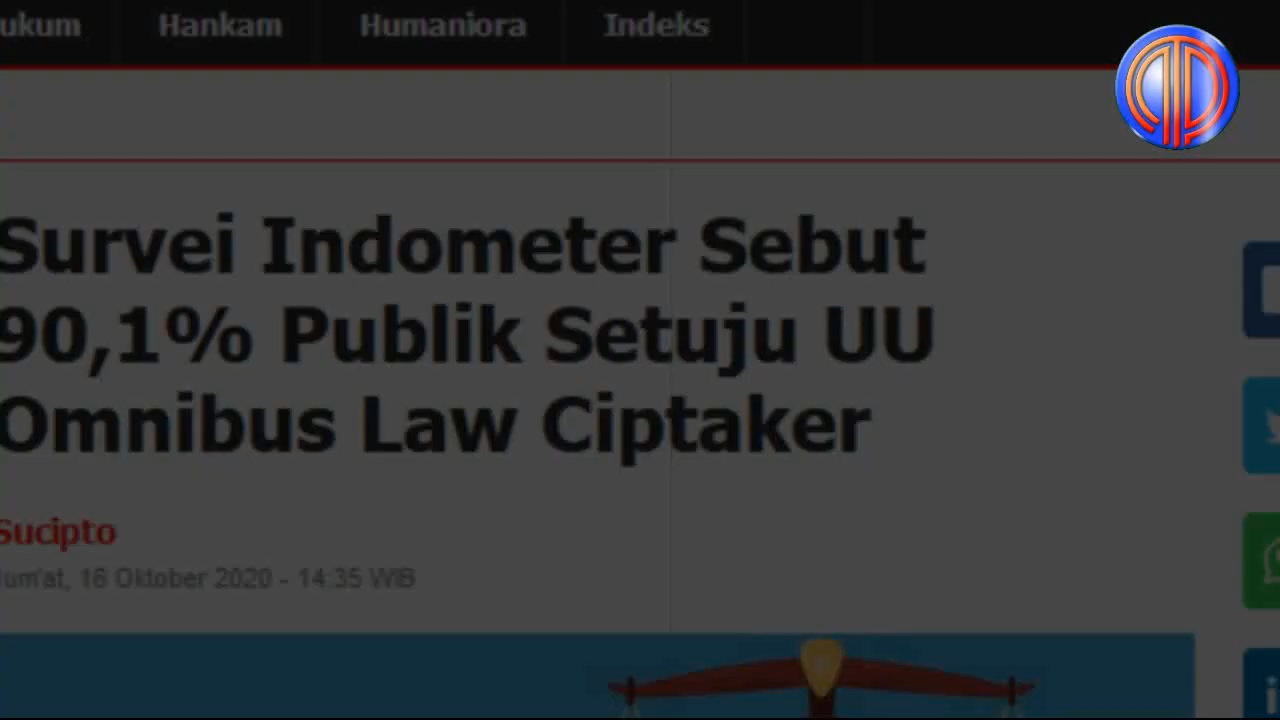 ukum Hankam Humaniora Indeks
Survei Indometer Sebut
90,1% Publik Setuju UU
Omnibus Law Ciptaker
Sucipto
Jum'at, 16 Oktober 2020 - 14:35 WIB